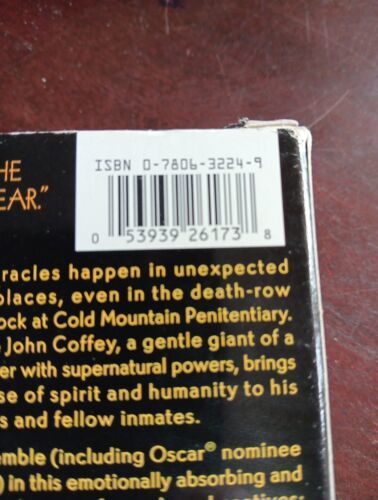 ISBN 0-7806-3224-9
HE
EAR."
0 53939 26173 8
racles happen in unexpected
places, even in the death-row
ock at Cold Mountain Penitentiary.
John Coffey, a gentle giant of a
er with supernatural powers, brings
se of spirit and humanity to his
s and fellow inmates.
emble (including Oscar® nominee
) in this emotionally absorbing and